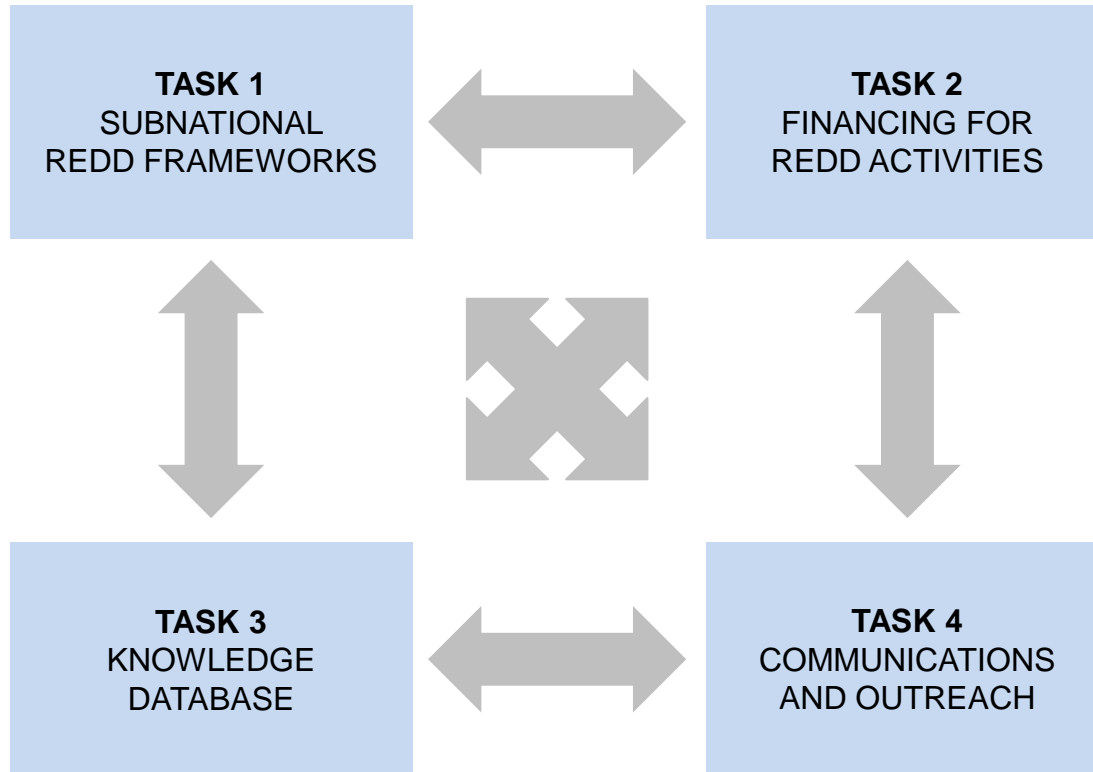 TASK 1
SUBNATIONAL
REDD FRAMEWORKS
TASK 2
FINANCING FOR
REDD ACTIVITIES
TASK 3
KNOWLEDGE
DATABASE
TASK 4
COMMUNICATIONS
AND OUTREACH